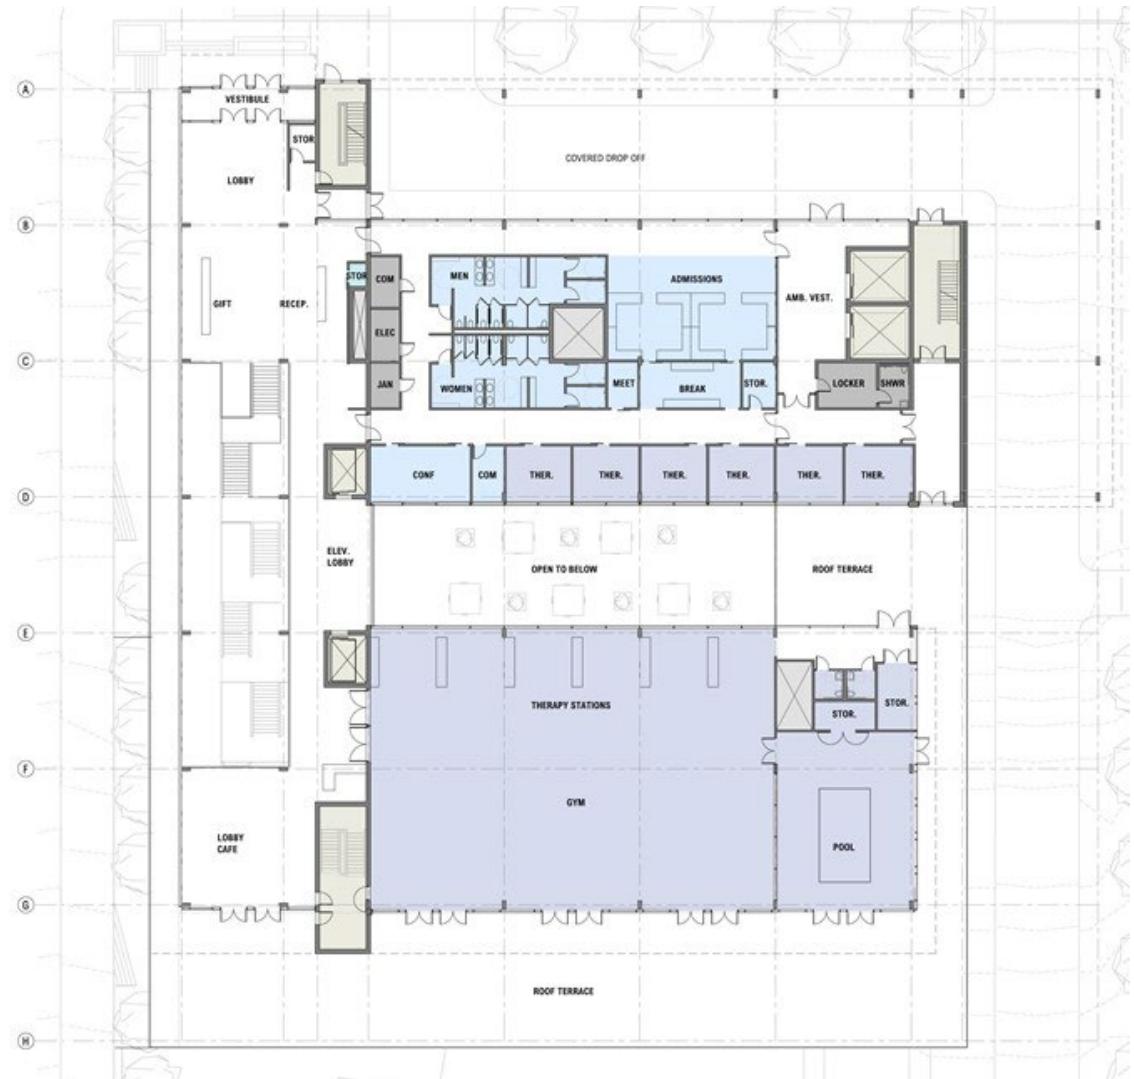 A
VESTIBULE
STOR
COVERED DROP OFF
LOBBY
B
STOR
COM
MEN
ADMISSIONS
GIFT
RECEP.
AMB. VEST.
ELEC
C
JAN
WOMEN
MEET
BREAK
STOR.
LOCKER
SHWR
CONF
COM
THER.
THER.
THER.
THER.
THER.
THER.
D
ELEV.
LOBBY
OPEN TO BELOW
ROOF TERRACE
E
THERAPY STATIONS
STOR.
STOR.
F
GYM
LOBBY
CAFE
POOL
G
ROOF TERRACE
H